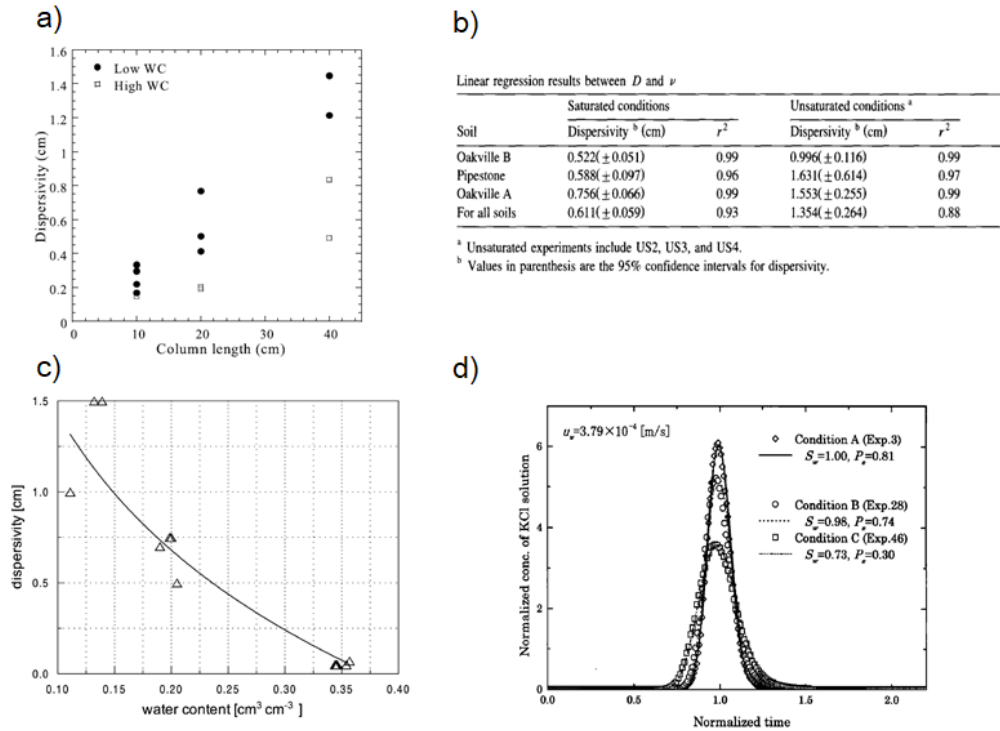 a)
1.6
1.4
1.2
1
0.8
0.6
0.4
0.2
0
Dispersivity (cm)
Low WC
High WC
0 10 20 30 40
Column length (cm)
b)
Linear regression results between D and ν
Saturated conditions Unsaturated conditions ᵃ
Soil Dispersivity ᵇ (cm) r² Dispersivity ᵇ (cm) r²
Oakville B 0.522(±0.051) 0.99 0.996(±0.116) 0.99
Pipestone 0.588(±0.097) 0.96 1.631(±0.614) 0.97
Oakville A 0.756(±0.066) 0.99 1.553(±0.255) 0.99
For all soils 0.611(±0.059) 0.93 1.354(±0.264) 0.88
ᵃ Unsaturated experiments include US2, US3, and US4.
ᵇ Values in parenthesis are the 95% confidence intervals for dispersivity.
c)
1.5
1.0
0.5
0.0
dispersivity [cm]
0.10 0.15 0.20 0.25 0.30 0.35 0.40
water content [cm³ cm⁻³ ]
d)
6
4
2
0
Normalized conc. of KCl solution
u_w=3.79×10⁻⁴ [m/s]
Condition A (Exp.3)
S_w=1.00, P_e=0.81
Condition B (Exp.28)
S_w=0.98, P_e=0.74
Condition C (Exp.46)
S_w=0.73, P_e=0.30
0.0 0.5 1.0 1.5 2.0
Normalized time